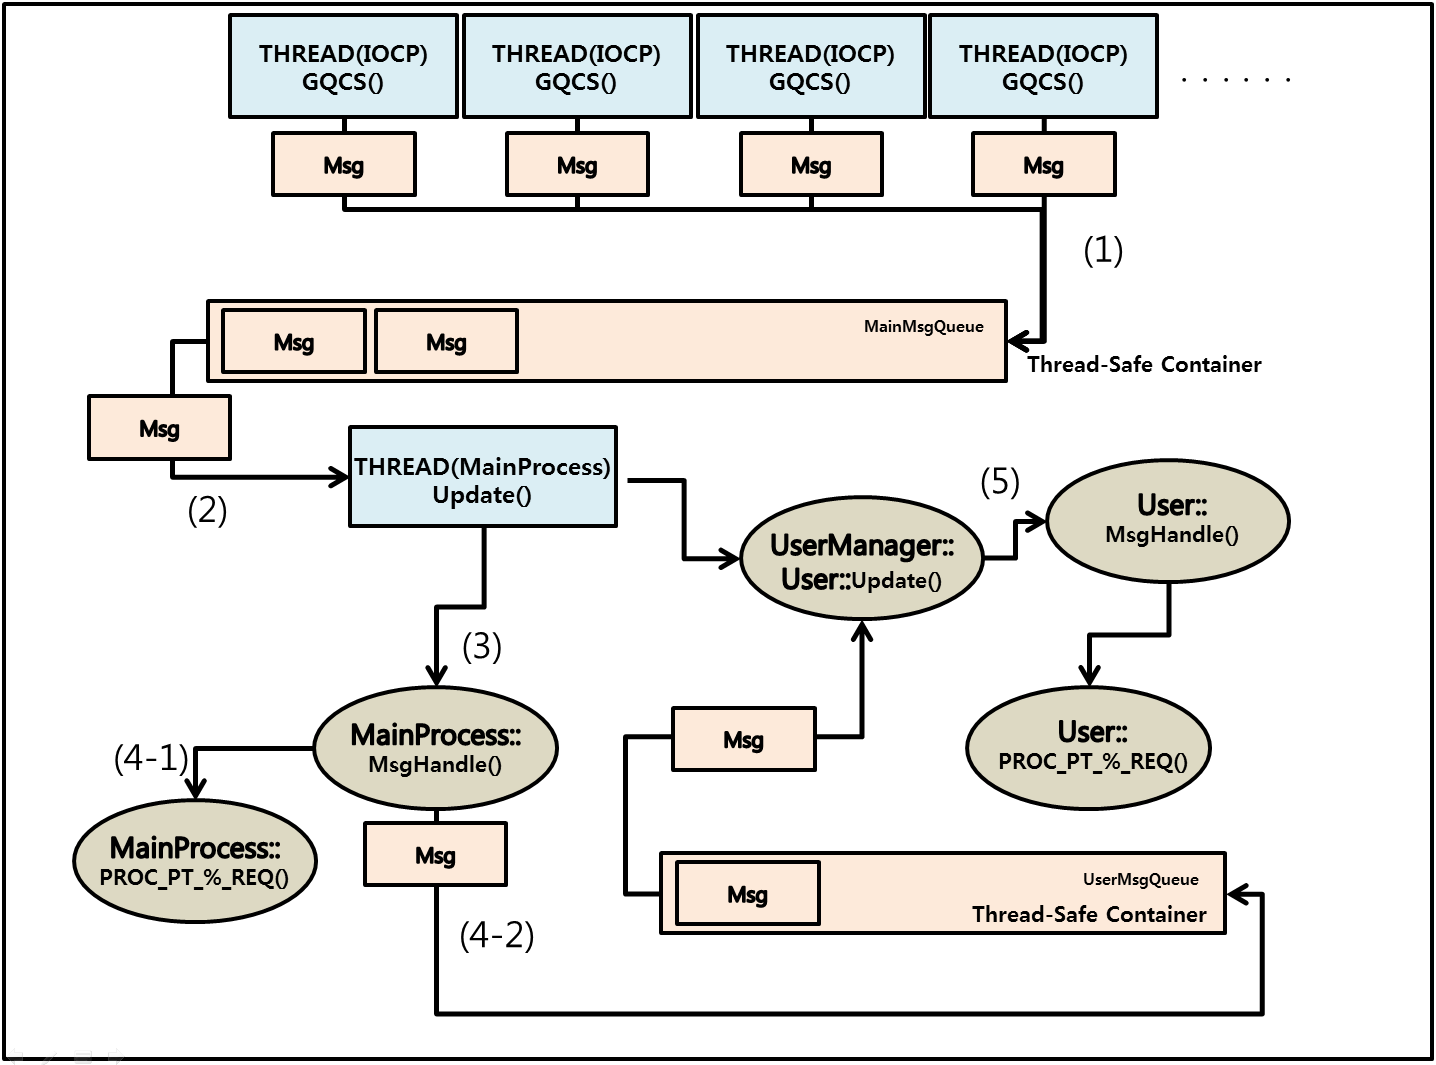 THREAD(IOCP)
GQCS()
THREAD(IOCP)
GQCS()
THREAD(IOCP)
GQCS()
THREAD(IOCP)
GQCS()
. . . . . .
Msg
Msg
Msg
Msg
(1)
Msg
Msg
MainMsgQueue
Thread-Safe Container
Msg
(2)
THREAD(MainProcess)
Update()
(5)
User::
MsgHandle()
UserManager::
User::Update()
(3)
MainProcess::
MsgHandle()
Msg
User::
PROC_PT_%_REQ()
(4-1)
MainProcess::
PROC_PT_%_REQ()
Msg
(4-2)
Msg
UserMsgQueue
Thread-Safe Container